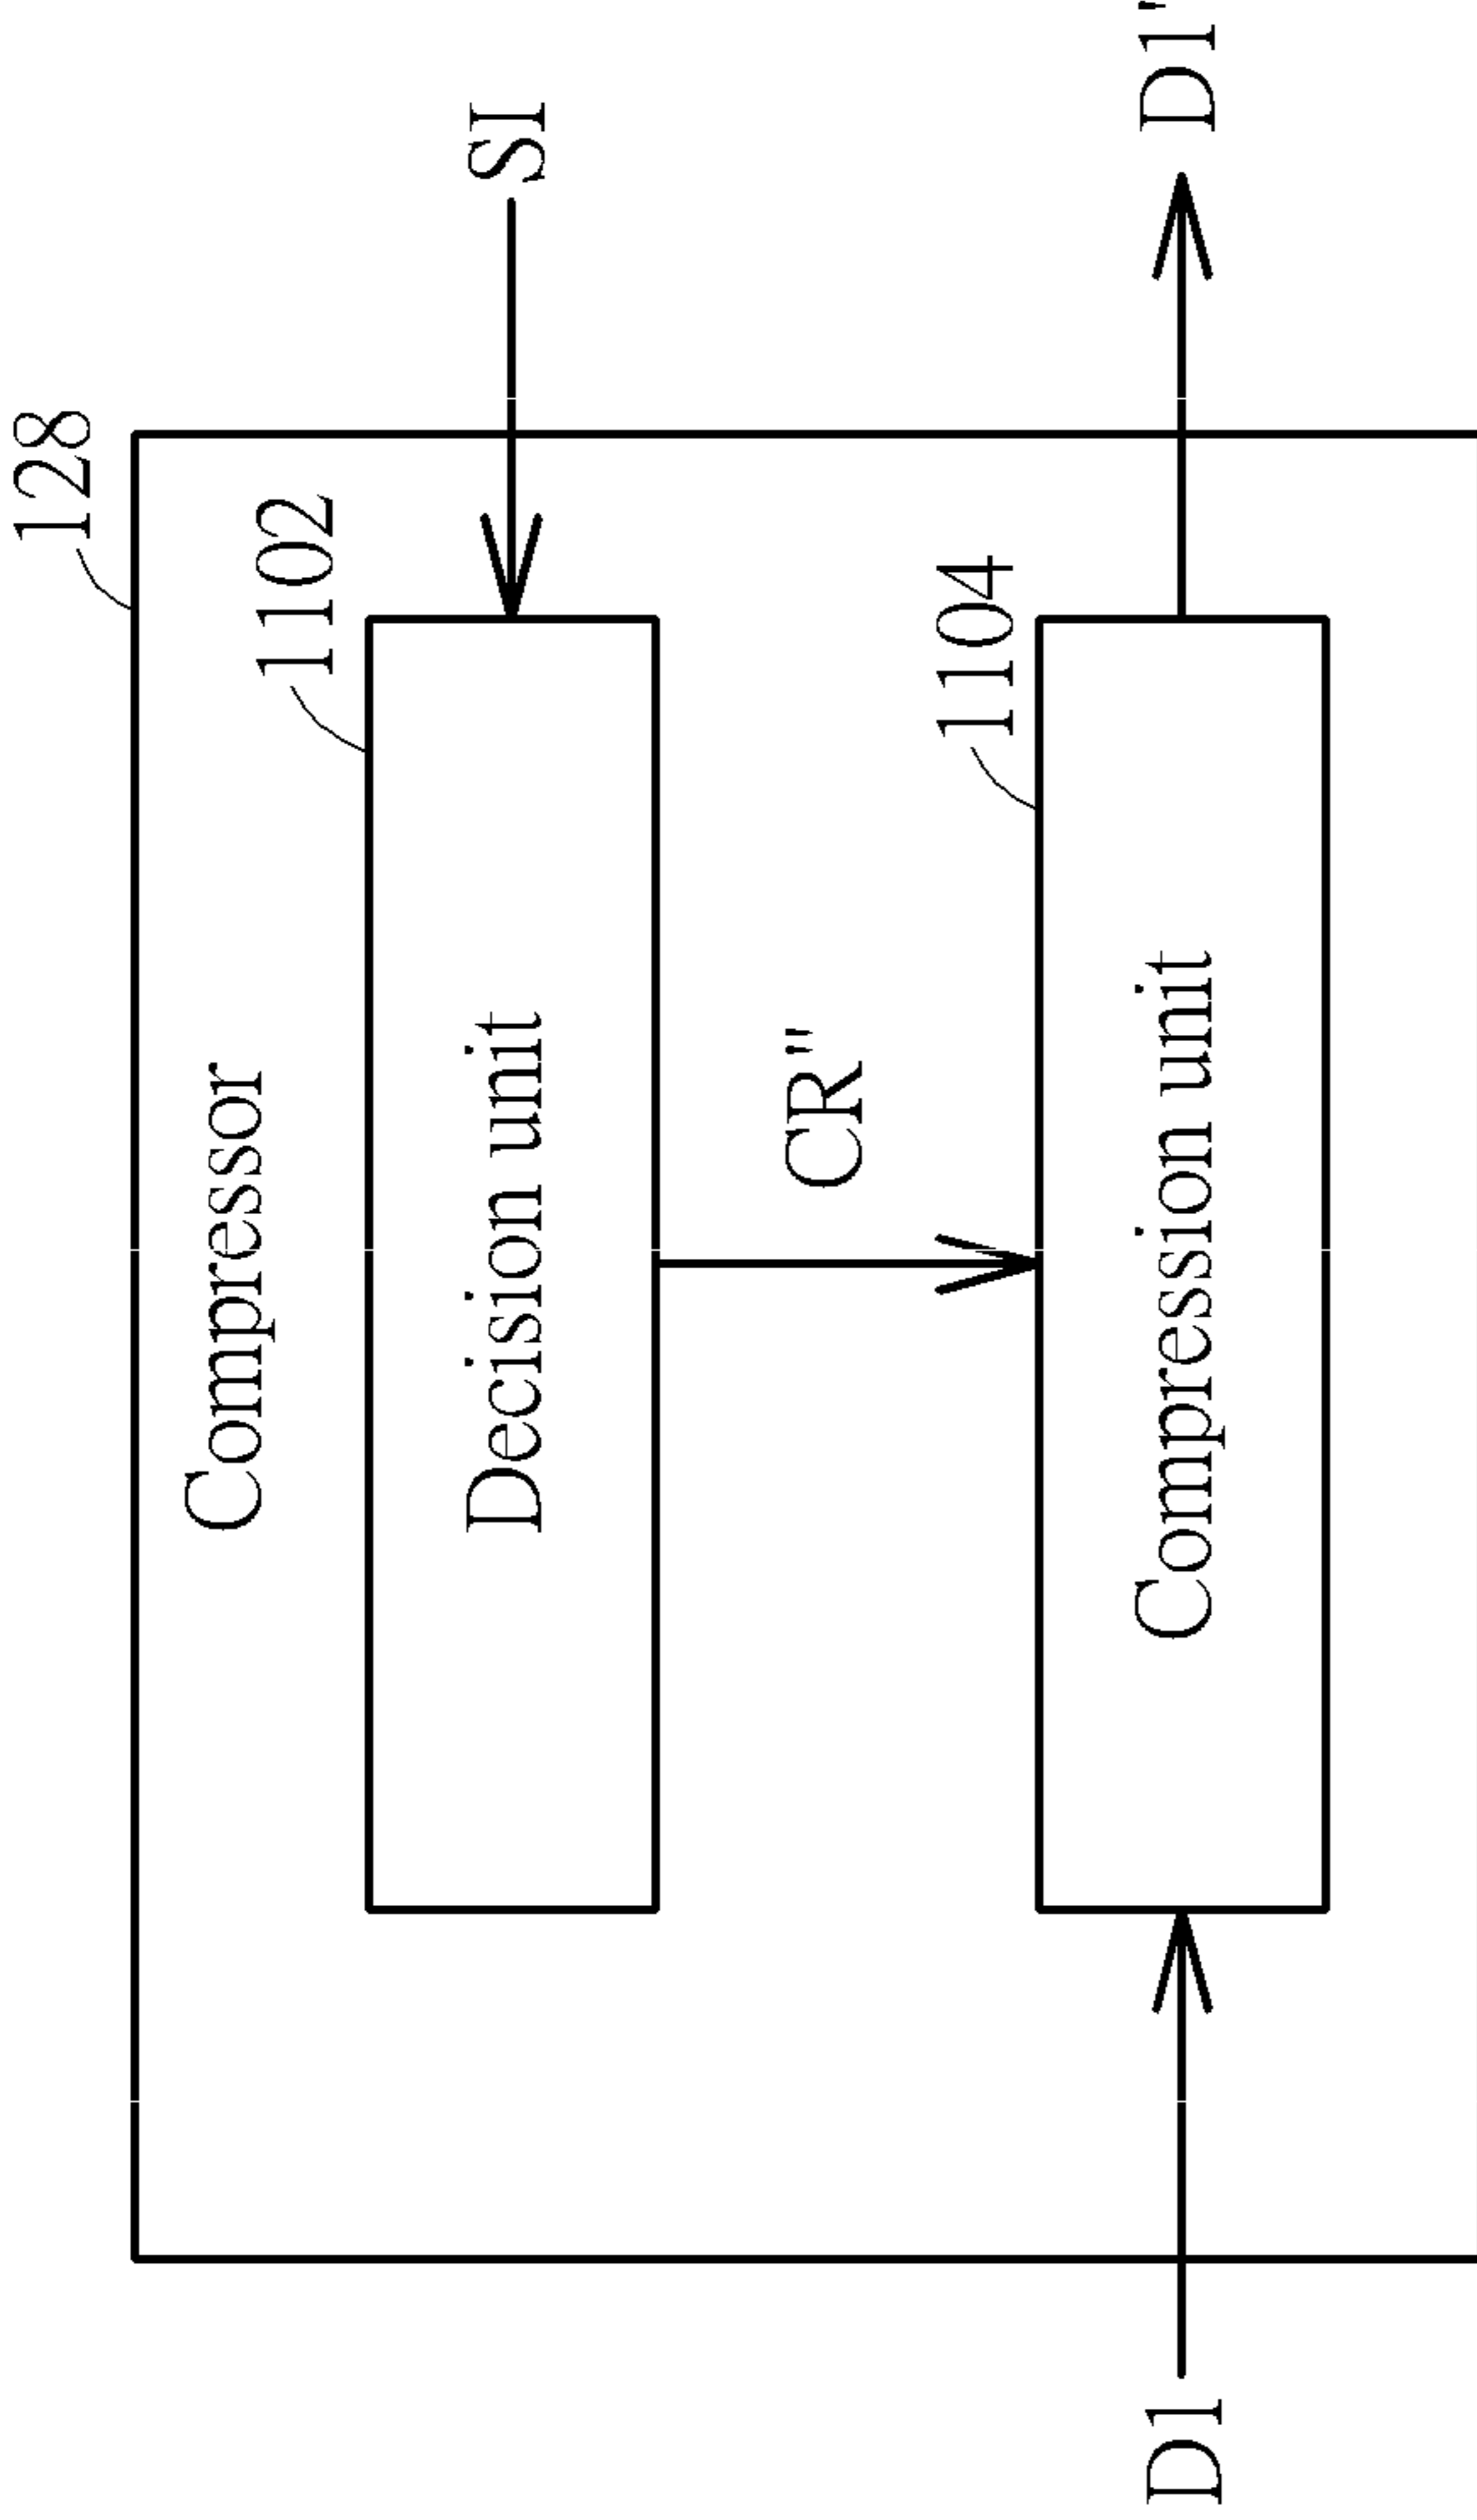 128
Compressor
1102
Decision unit
SI
CR"
1104
Compression unit
D1
D1'